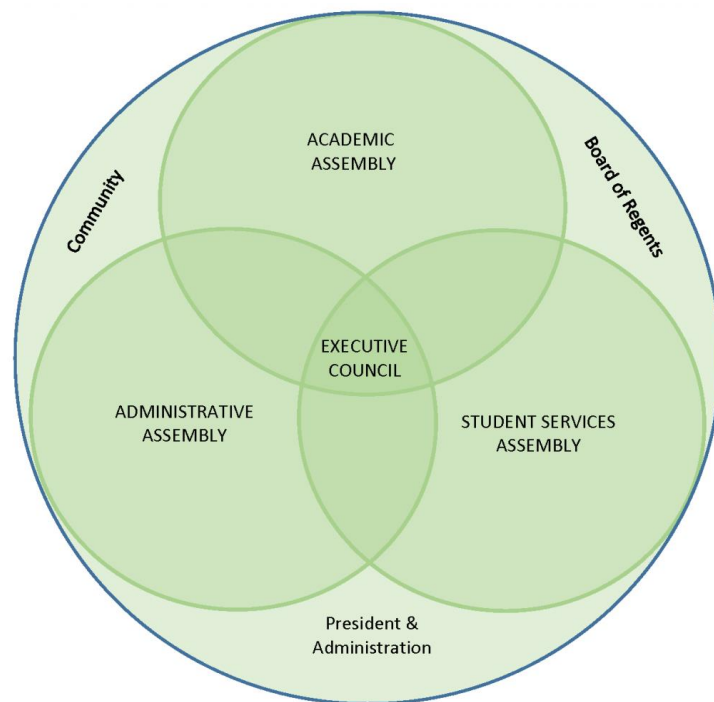 ACADEMIC
ASSEMBLY
Community
Board of Regents
EXECUTIVE
COUNCIL
ADMINISTRATIVE
ASSEMBLY
STUDENT SERVICES
ASSEMBLY
President &
Administration